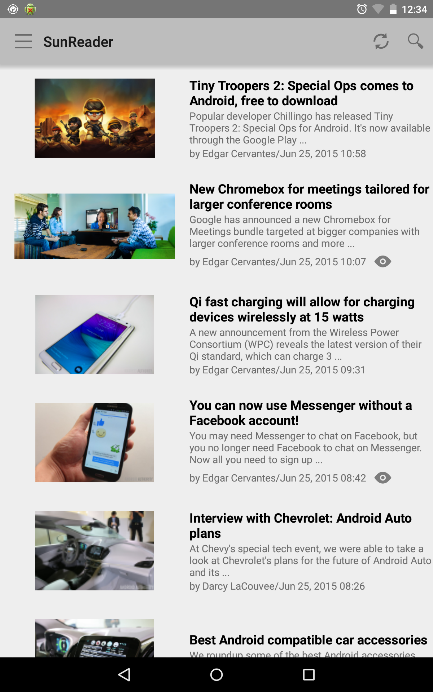 12:34
SunReader
Tiny Troopers 2: Special Ops comes to
Android, free to download
Popular developer Chillingo has released Tiny
Troopers 2: Special Ops for Android. It's now available
through the Google Play ...
by Edgar Cervantes/Jun 25, 2015 10:58
New Chromebox for meetings tailored for
larger conference rooms
Google has announced a new Chromebox for
Meetings bundle targeted at bigger companies with
larger conference rooms and more ...
by Edgar Cervantes/Jun 25, 2015 10:07
Qi fast charging will allow for charging
devices wirelessly at 15 watts
A new announcement from the Wireless Power
Consortium (WPC) reveals the latest version of their
Qi standard, which can charge 3 ...
by Edgar Cervantes/Jun 25, 2015 09:31
You can now use Messenger without a
Facebook account!
You may need Messenger to chat on Facebook, but
you no longer need Facebook to chat on Messenger.
Now all you need to sign up ...
by Edgar Cervantes/Jun 25, 2015 08:42
Interview with Chevrolet: Android Auto
plans
At Chevy's special tech event, we were able to take a
look at Chevrolet's plans for the future of Android Auto
and its ...
by Darcy LaCouvee/Jun 25, 2015 08:26
Best Android compatible car accessories
We roundup some of the best Android accessories